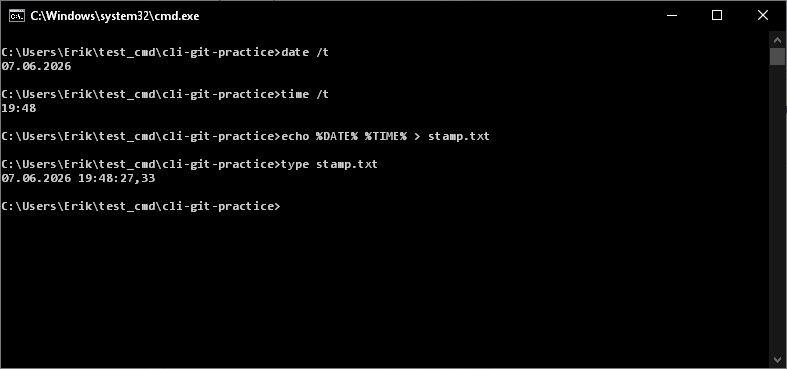 C:\Windows\system32\cmd.exe
C:\Users\Erik\test_cmd\cli-git-practice>date /t
07.06.2026
C:\Users\Erik\test_cmd\cli-git-practice>time /t
19:48
C:\Users\Erik\test_cmd\cli-git-practice>echo %DATE% %TIME% > stamp.txt
C:\Users\Erik\test_cmd\cli-git-practice>type stamp.txt
07.06.2026 19:48:27,33
C:\Users\Erik\test_cmd\cli-git-practice>